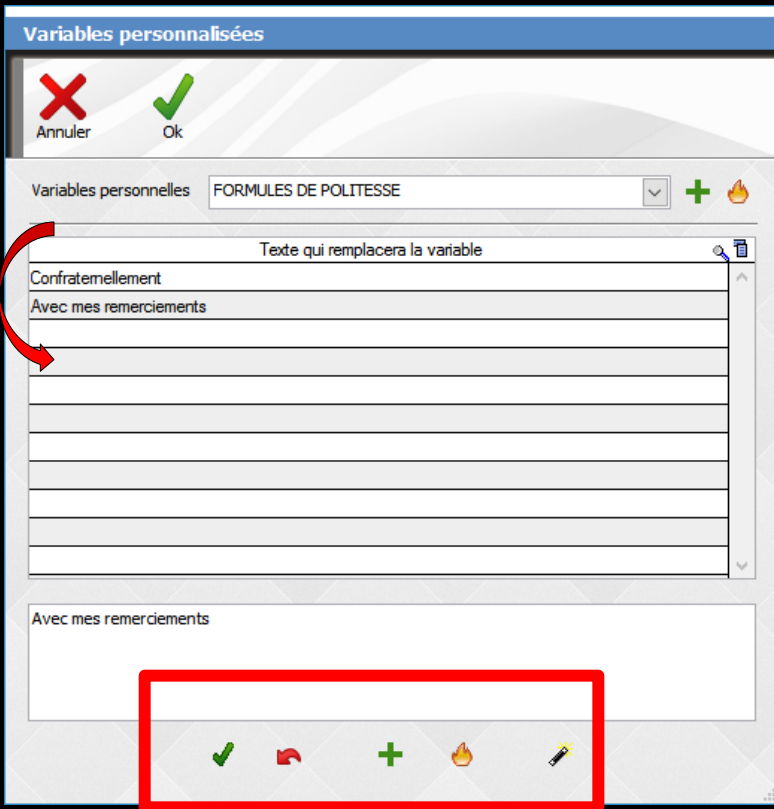 Variables personnalisées
Annuler
Ok
Variables personnelles
FORMULES DE POLITESSE
Texte qui remplacera la variable
Confraternellement
Avec mes remerciements
Avec mes remerciements